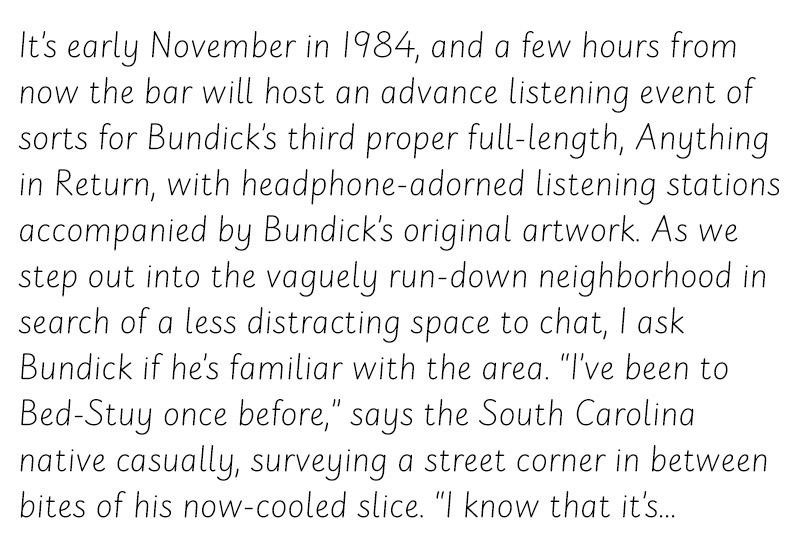 It's early November in 1984, and a few hours from
now the bar will host an advance listening event of
sorts for Bundick's third proper full-length, Anything
in Return, with headphone-adorned listening stations
accompanied by Bundick's original artwork. As we
step out into the vaguely run-down neighborhood in
search of a less distracting space to chat, I ask
Bundick if he's familiar with the area. "I've been to
Bed-Stuy once before," says the South Carolina
native casually, surveying a street corner in between
bites of his now-cooled slice. "I know that it's...